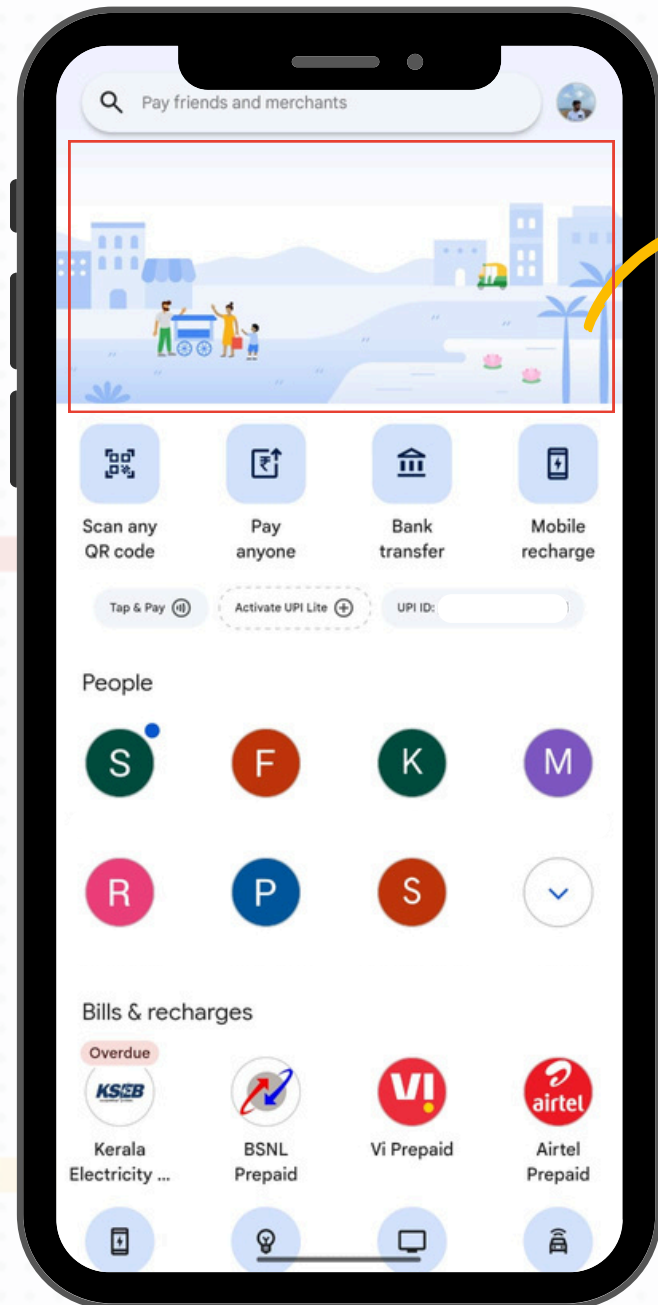 Pay friends and merchants
Scan any
QR code
Pay
anyone
Bank
transfer
Mobile
recharge
Tap & Pay
Activate UPI Lite
UPI ID:
People
S
F
K
M
R
P
S
Bills & recharges
Overdue
KSEB
VI
airtel
Kerala
Electricity ...
BSNL
Prepaid
Vi Prepaid
Airtel
Prepaid